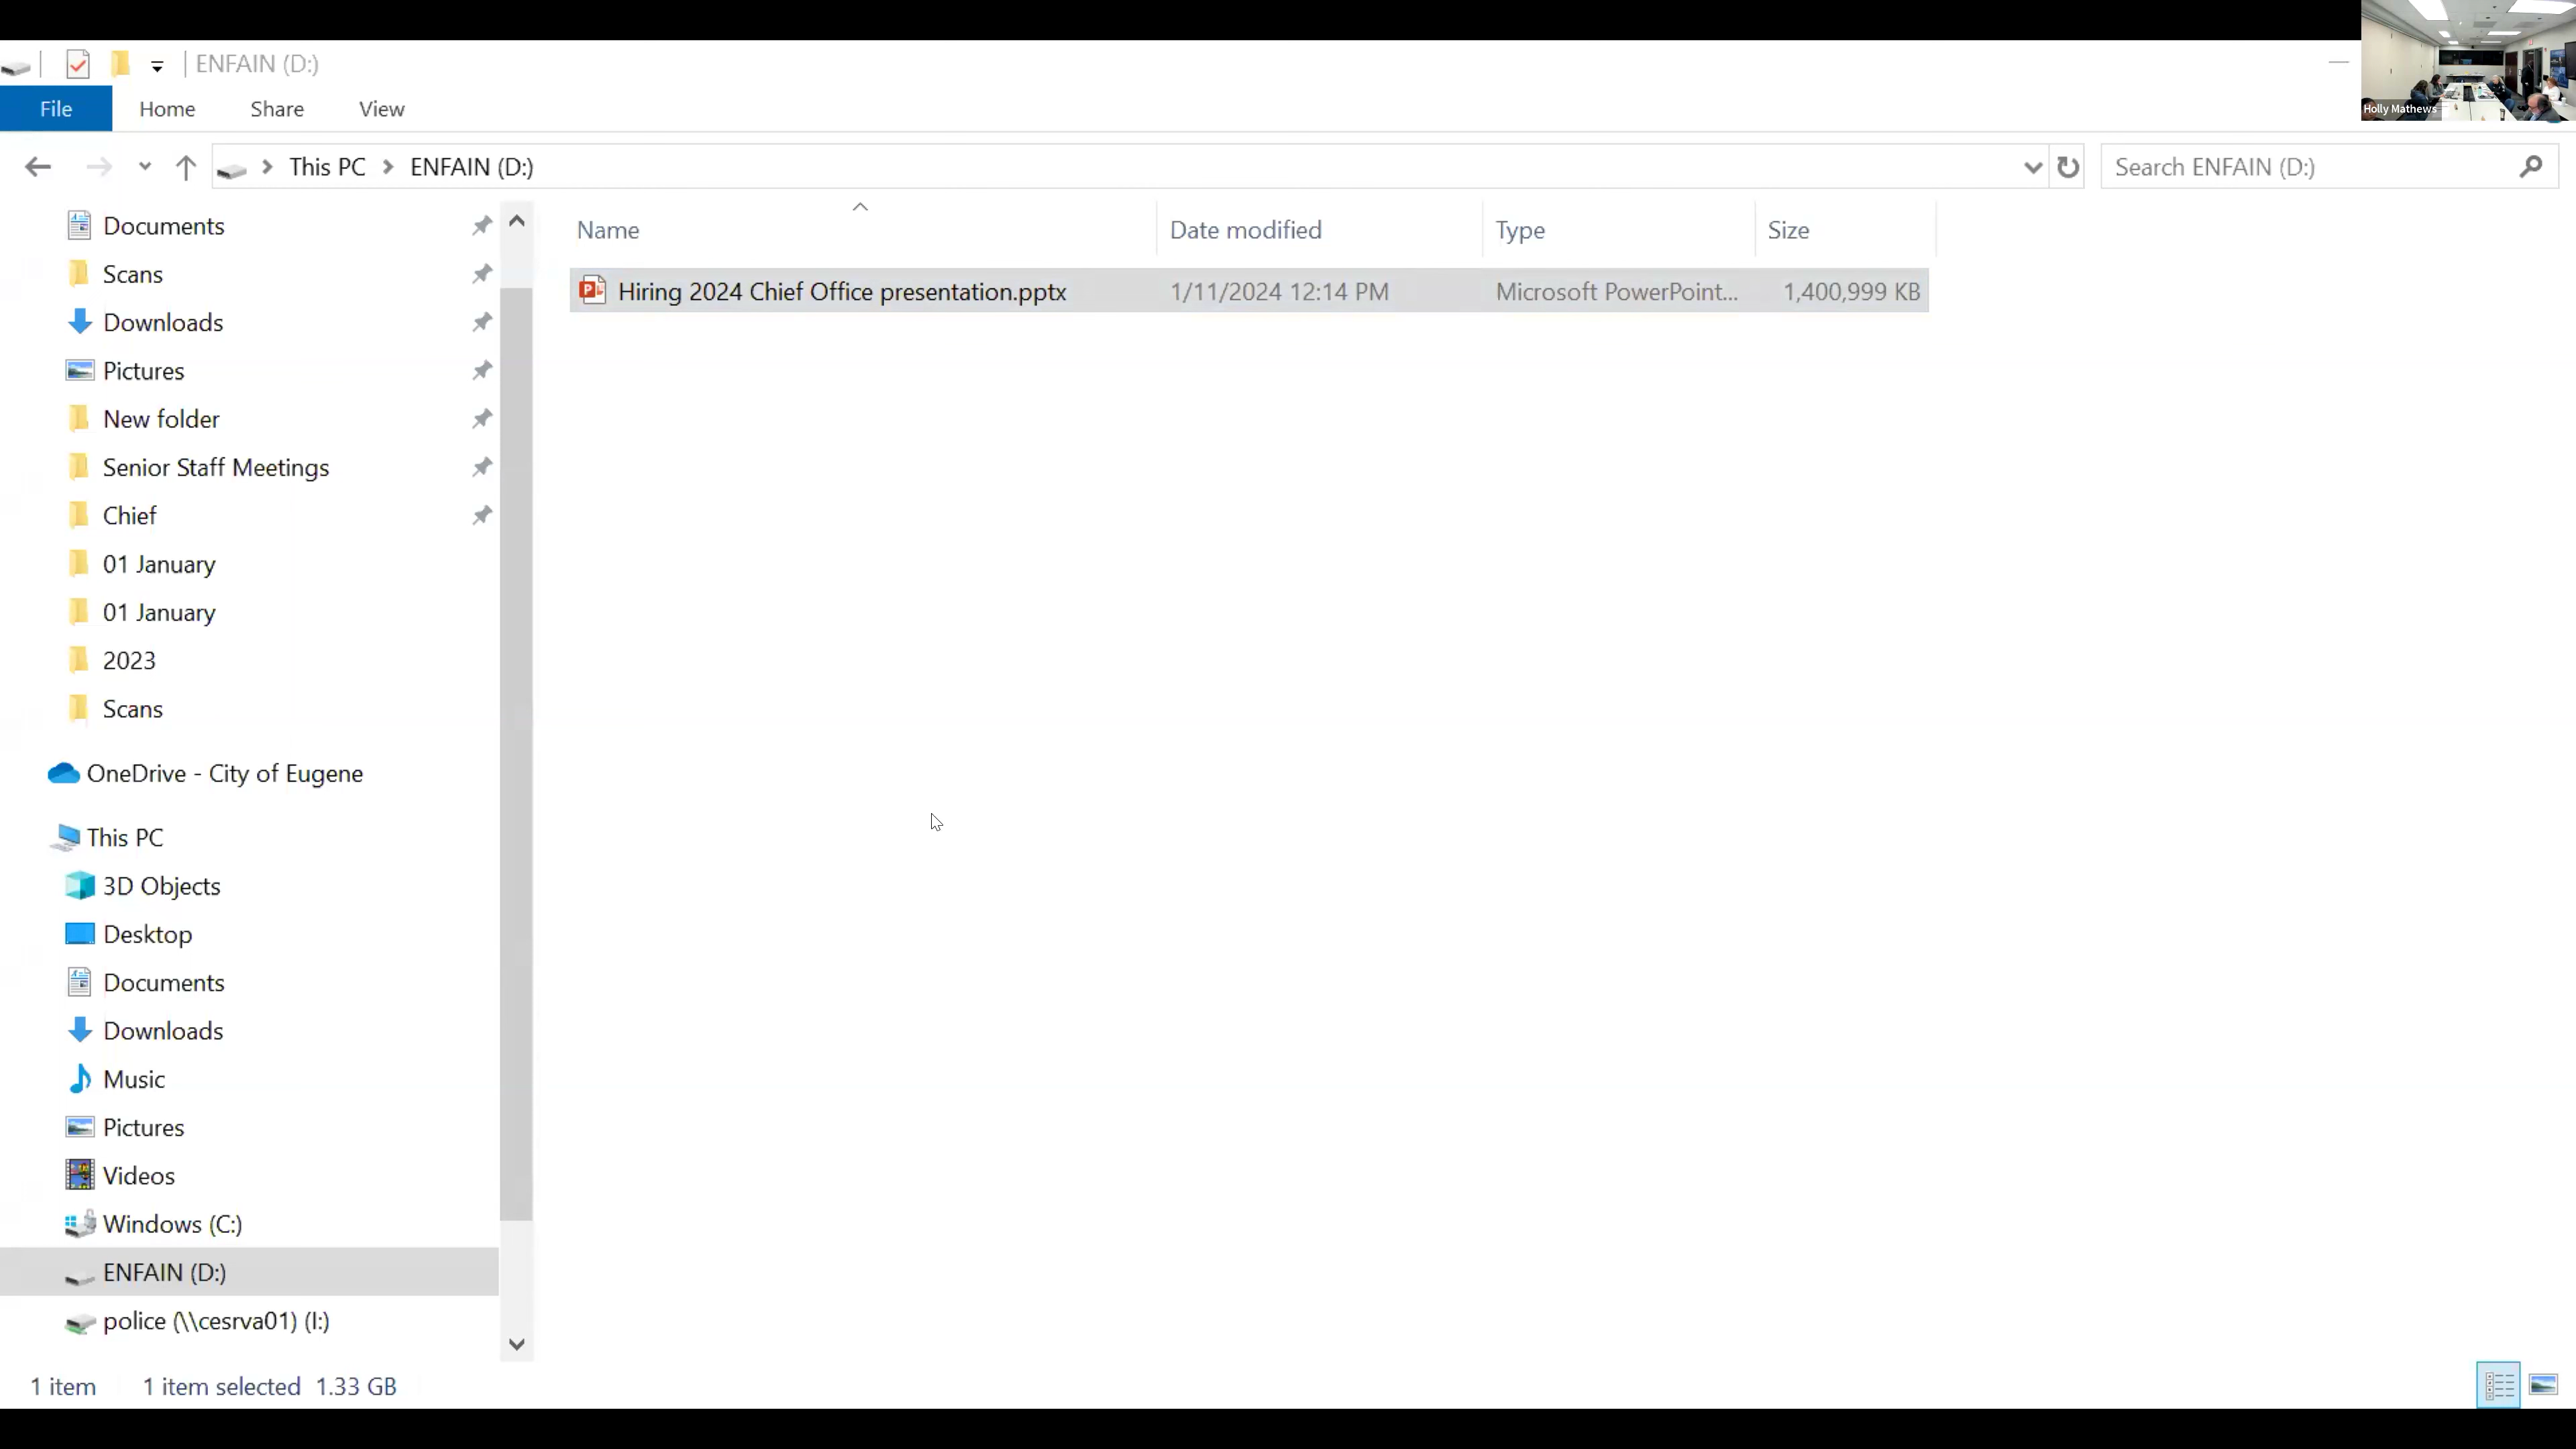 ENFAIN (D:)
File Home Share View
This PC ENFAIN (D:)
Search ENFAIN (D:)
Holly Mathews
Name Date modified Type Size
Hiring 2024 Chief Office presentation.pptx 1/11/2024 12:14 PM Microsoft PowerPoint... 1,400,999 KB
Documents
Scans
Downloads
Pictures
New folder
Senior Staff Meetings
Chief
01 January
01 January
2023
Scans
OneDrive - City of Eugene
This PC
3D Objects
Desktop
Documents
Downloads
Music
Pictures
Videos
Windows (C:)
ENFAIN (D:)
police (\\cesrva01) (I:)
1 item 1 item selected 1.33 GB